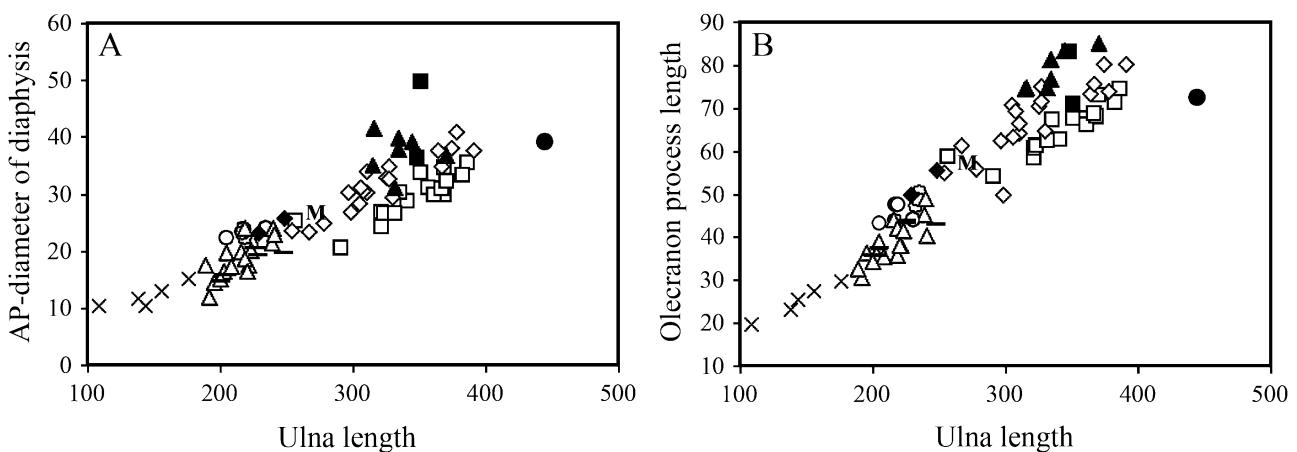 A
AP-diameter of diaphysis
60
50
40
30
20
10
0
M
100 200 300 400 500
Ulna length
B
Olecranon process length
90
80
70
60
50
40
30
20
10
M
100 200 300 400 500
Ulna length